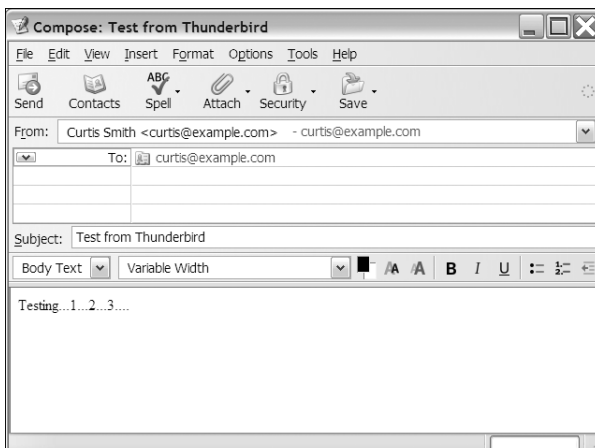 Compose: Test from Thunderbird
File Edit View Insert Format Options Tools Help
ABC
Send Contacts Spell Attach Security Save
From: Curtis Smith <curtis@example.com> - curtis@example.com
To: curtis@example.com
Subject: Test from Thunderbird
Body Text Variable Width A A B I U
Testing...1...2...3....